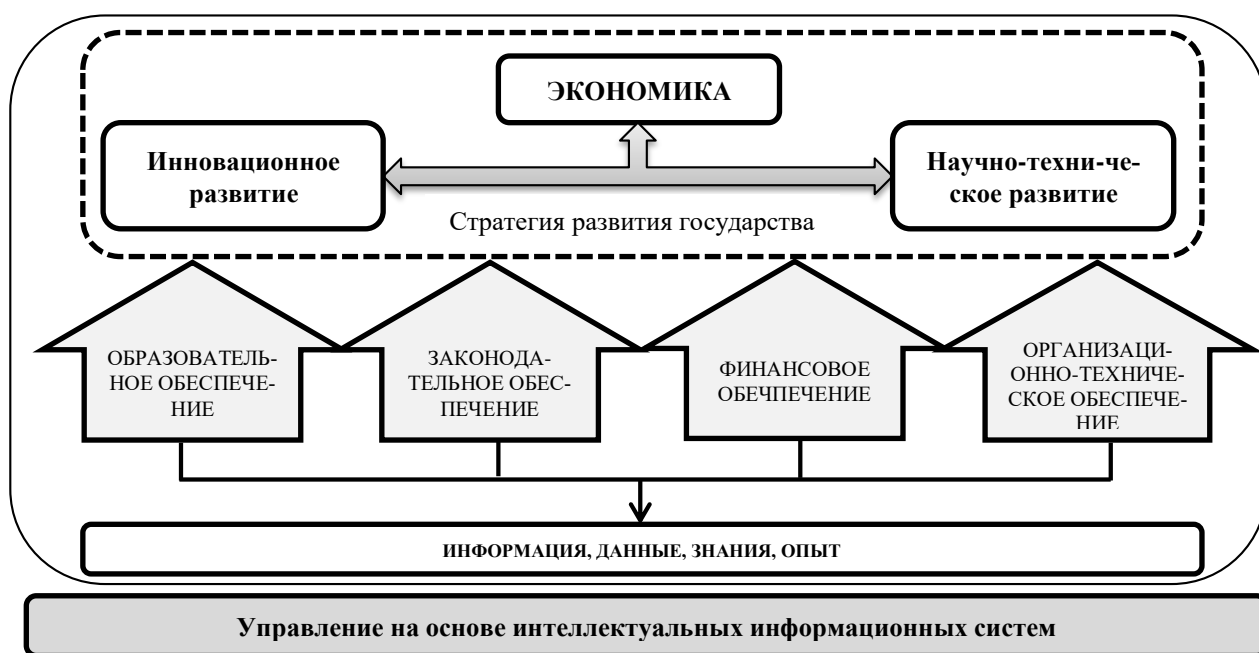 ЭКОНОМИКА
Инновационное
развитие
Научно-техни-че-
ское развитие
Стратегия развития государства
ОБРАЗОВАТЕЛЬ-
НОЕ ОБЕСПЕЧЕ-
НИЕ
ЗАКОНОДА-
ТЕЛЬНОЕ ОБЕС-
ПЕЧЕНИЕ
ФИНАНСОВОЕ
ОБЕЧПЕЧЕНИЕ
ОРГАНИЗАЦИ-
ОННО-ТЕХНИЧЕ-
СКОЕ ОБЕСПЕЧЕ-
НИЕ
ИНФОРМАЦИЯ, ДАННЫЕ, ЗНАНИЯ, ОПЫТ
Управление на основе интеллектуальных информационных систем